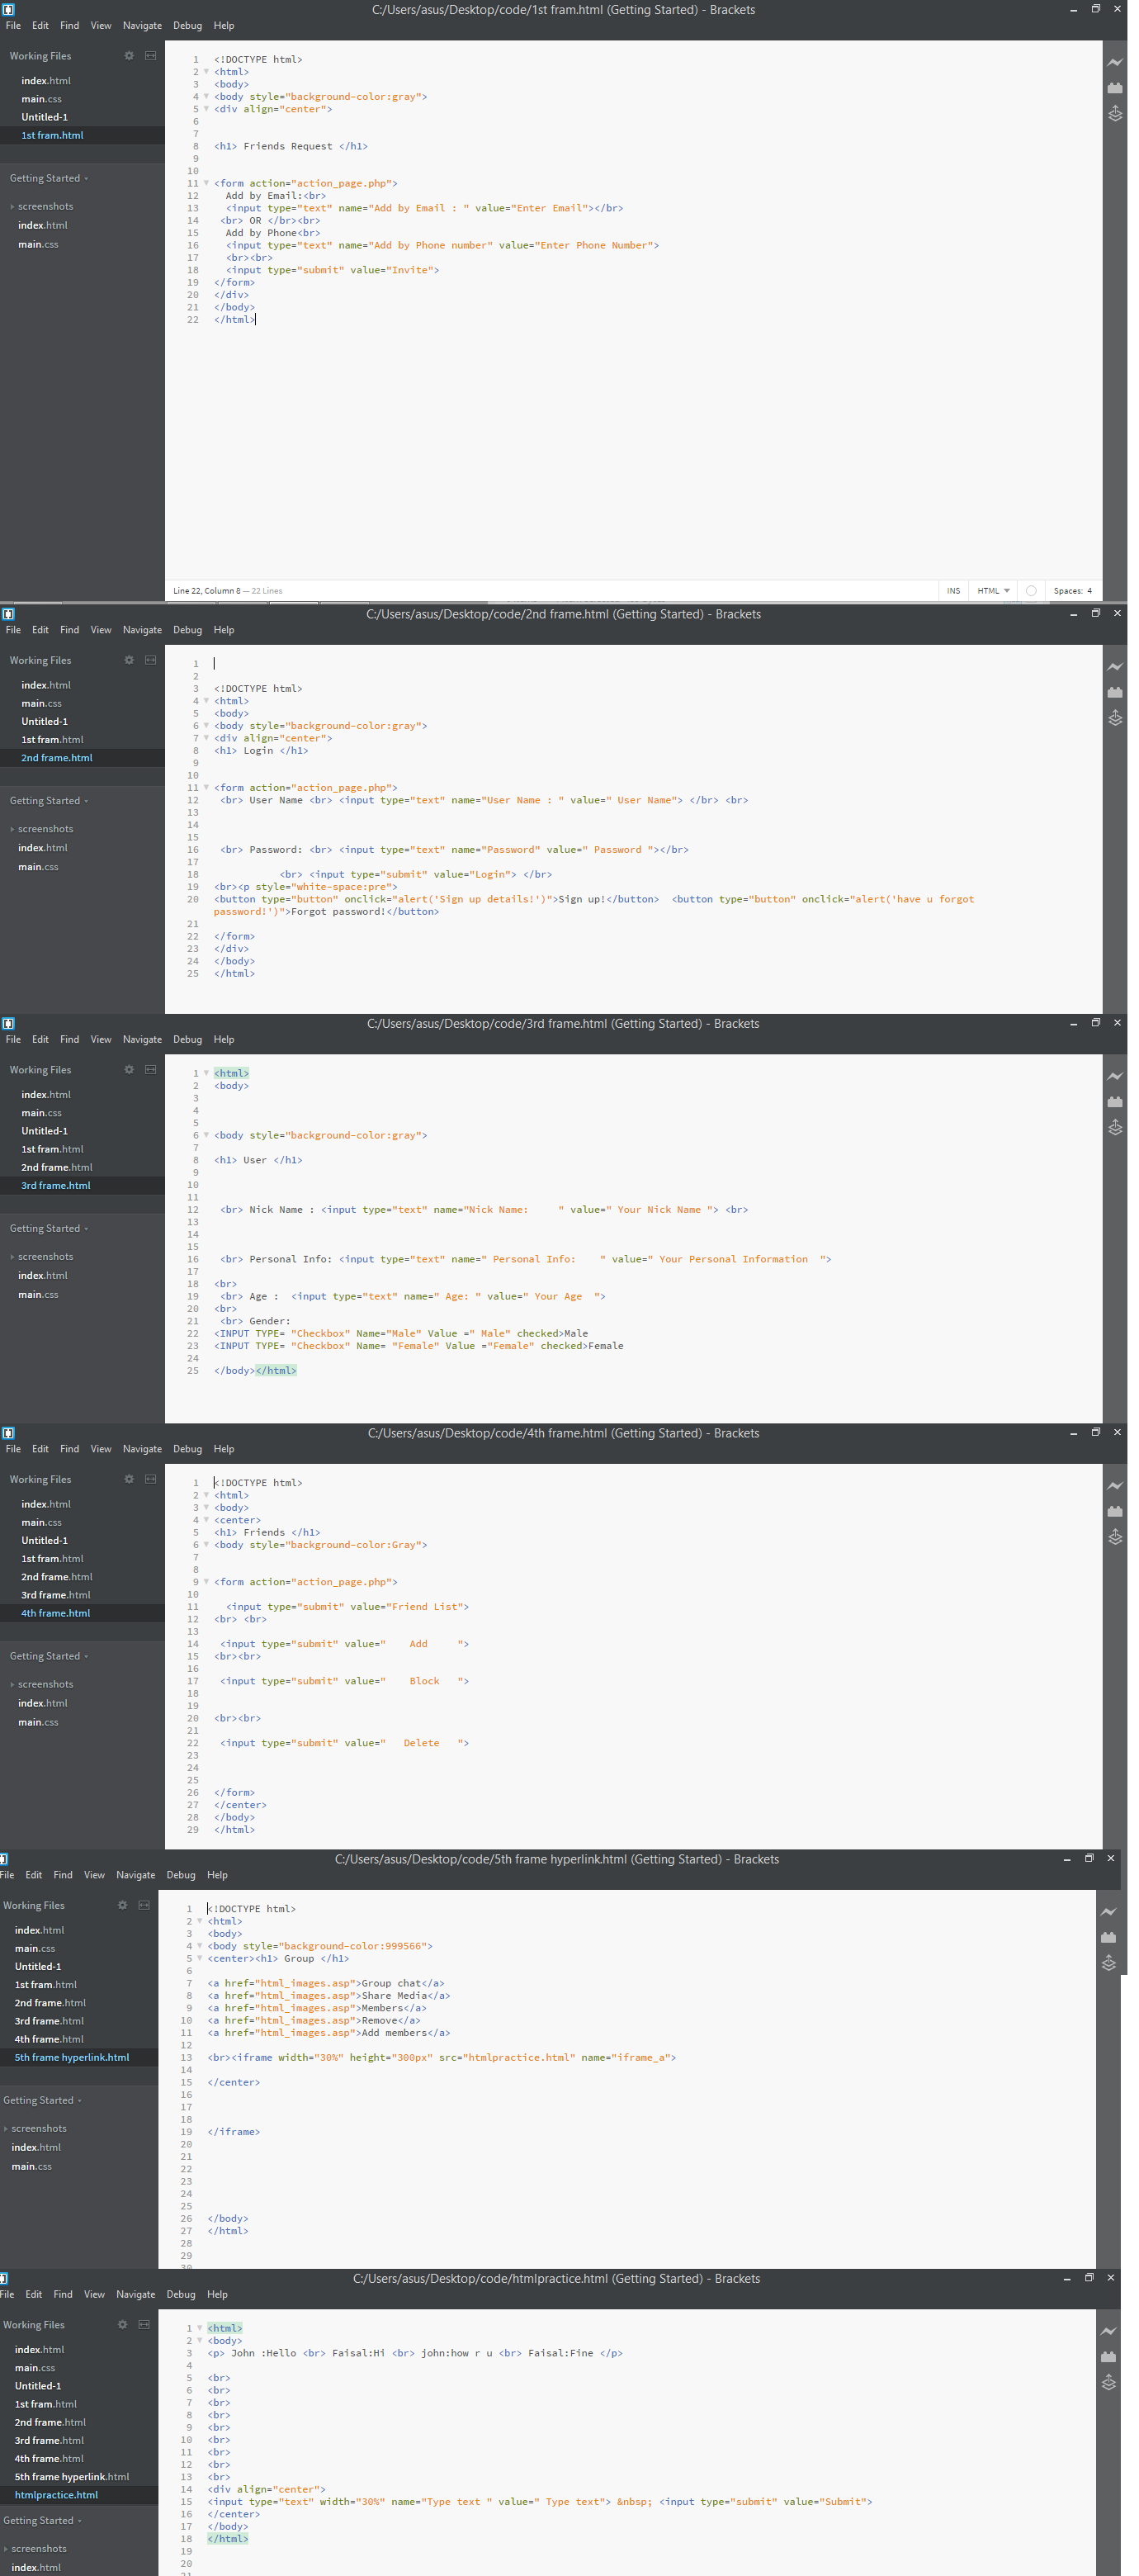 C:/Users/asus/Desktop/code/1st fram.html (Getting Started) - Brackets
File Edit Find View Navigate Debug Help
Working Files
index.html
main.css
Untitled-1
1st fram.html
Getting Started
screenshots
index.html
main.css
1 <!DOCTYPE html>
2 <html>
3 <body>
4 <body style="background-color:gray">
5 <div align="center">
6
7
8 <h1> Friends Request </h1>
9
10
11 <form action="action_page.php">
12 Add by Email:<br>
13 <input type="text" name="Add by Email : " value="Enter Email"></br>
14 <br> OR </br><br>
15 Add by Phone<br>
16 <input type="text" name="Add by Phone number" value="Enter Phone Number">
17 <br><br>
18 <input type="submit" value="Invite">
19 </form>
20 </div>
21 </body>
22 </html>
Line 22, Column 8 — 22 Lines
INS HTML Spaces: 4
C:/Users/asus/Desktop/code/2nd frame.html (Getting Started) - Brackets
File Edit Find View Navigate Debug Help
Working Files
index.html
main.css
Untitled-1
1st fram.html
2nd frame.html
Getting Started
screenshots
index.html
main.css
1
2
3 <!DOCTYPE html>
4 <html>
5 <body>
6 <body style="background-color:gray">
7 <div align="center">
8 <h1> Login </h1>
9
10
11 <form action="action_page.php">
12 <br> User Name <br> <input type="text" name="User Name : " value=" User Name"> </br> <br>
13
14
15
16 <br> Password: <br> <input type="text" name="Password" value=" Password "></br>
17
18 <br> <input type="submit" value="Login"> </br>
19 <br><p style="white-space:pre">
20 <button type="button" onclick="alert('Sign up details!')">Sign up!</button>  <button type="button" onclick="alert('have u forgot
password!')">Forgot password!</button>
21
22 </form>
23 </div>
24 </body>
25 </html>
C:/Users/asus/Desktop/code/3rd frame.html (Getting Started) - Brackets
File Edit Find View Navigate Debug Help
Working Files
index.html
main.css
Untitled-1
1st fram.html
2nd frame.html
3rd frame.html
Getting Started
screenshots
index.html
main.css
1 <html>
2 <body>
3
4
5
6 <body style="background-color:gray">
7
8 <h1> User </h1>
9
10
11
12 <br> Nick Name : <input type="text" name="Nick Name:     " value=" Your Nick Name "> <br>
13
14
15
16 <br> Personal Info: <input type="text" name=" Personal Info:    " value=" Your Personal Information  ">
17
18 <br>
19 <br> Age :  <input type="text" name=" Age: " value=" Your Age  ">
20 <br>
21 <br> Gender:
22 <INPUT TYPE= "Checkbox" Name="Male" Value =" Male" checked>Male
23 <INPUT TYPE= "Checkbox" Name= "Female" Value ="Female" checked>Female
24
25 </body></html>
C:/Users/asus/Desktop/code/4th frame.html (Getting Started) - Brackets
File Edit Find View Navigate Debug Help
Working Files
index.html
main.css
Untitled-1
1st fram.html
2nd frame.html
3rd frame.html
4th frame.html
Getting Started
screenshots
index.html
main.css
1 <!DOCTYPE html>
2 <html>
3 <body>
4 <center>
5 <h1> Friends </h1>
6 <body style="background-color:Gray">
7
8
9 <form action="action_page.php">
10
11 <input type="submit" value="Friend List">
12 <br> <br>
13
14 <input type="submit" value="    Add     ">
15 <br><br>
16
17 <input type="submit" value="    Block   ">
18
19
20 <br><br>
21
22 <input type="submit" value="   Delete   ">
23
24
25
26 </form>
27 </center>
28 </body>
29 </html>
C:/Users/asus/Desktop/code/5th frame hyperlink.html (Getting Started) - Brackets
File Edit Find View Navigate Debug Help
Working Files
index.html
main.css
Untitled-1
1st fram.html
2nd frame.html
3rd frame.html
4th frame.html
5th frame hyperlink.html
Getting Started
screenshots
index.html
main.css
1 <!DOCTYPE html>
2 <html>
3 <body>
4 <body style="background-color:999566">
5 <center><h1> Group </h1>
6
7 <a href="html_images.asp">Group chat</a>
8 <a href="html_images.asp">Share Media</a>
9 <a href="html_images.asp">Members</a>
10 <a href="html_images.asp">Remove</a>
11 <a href="html_images.asp">Add members</a>
12
13 <br><iframe width="30%" height="300px" src="htmlpractice.html" name="iframe_a">
14
15 </center>
16
17
18
19 </iframe>
20
21
22
23
24
25
26 </body>
27 </html>
28
29
30
C:/Users/asus/Desktop/code/htmlpractice.html (Getting Started) - Brackets
File Edit Find View Navigate Debug Help
Working Files
index.html
main.css
Untitled-1
1st fram.html
2nd frame.html
3rd frame.html
4th frame.html
5th frame hyperlink.html
htmlpractice.html
Getting Started
screenshots
index.html
1 <html>
2 <body>
3 <p> John :Hello <br> Faisal:Hi <br> john:how r u <br> Faisal:Fine </p>
4
5 <br>
6 <br>
7 <br>
8 <br>
9 <br>
10 <br>
11 <br>
12 <br>
13 <br>
14 <div align="center">
15 <input type="text" width="30%" name="Type text " value=" Type text"> &nbsp; <input type="submit" value="Submit">
16 </center>
17 </body>
18 </html>
19
20
21